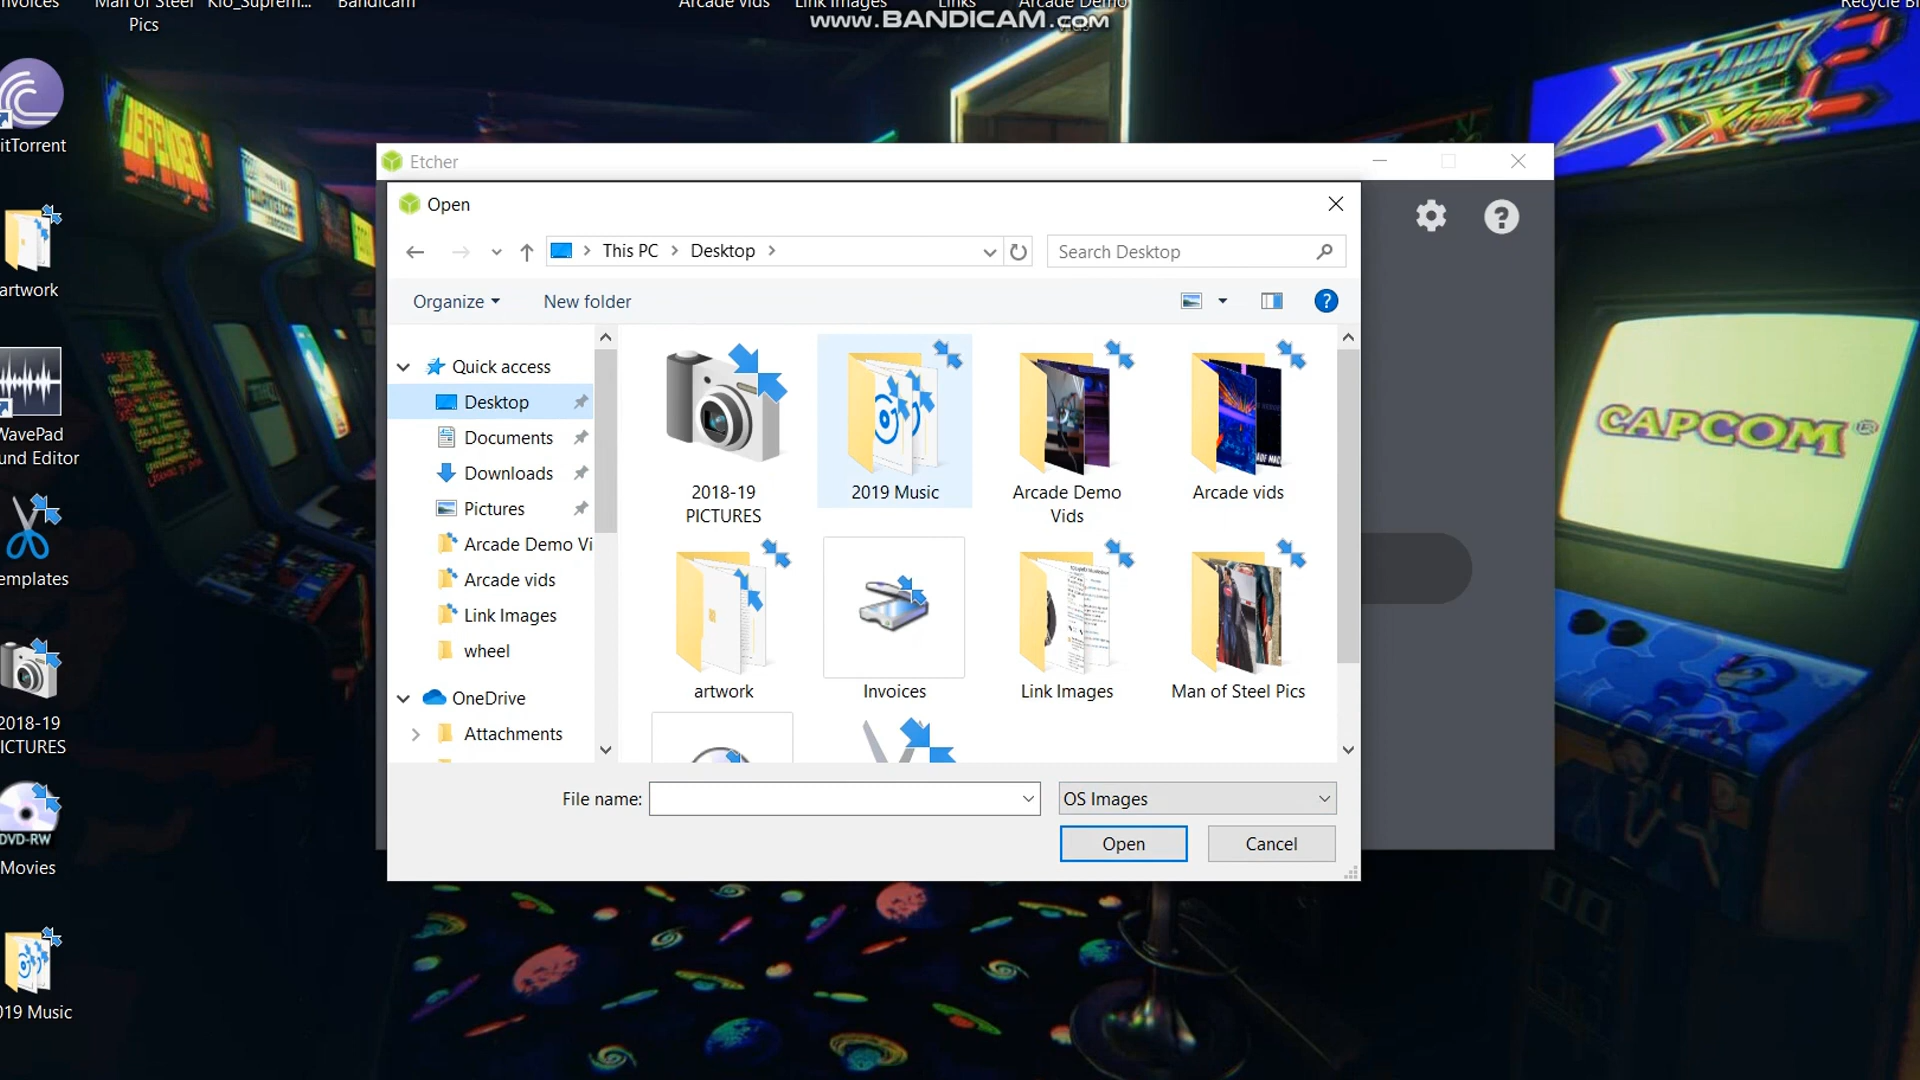 Man of Steel
Pics
Bandicam
Arcade vids
Link Images
Links
Arcade Demo
www.BANDICAM.COM
itTorrent
artwork
WavePad
und Editor
emplates
2018-19
ICTURES
DVD-RW
Movies
019 Music
DEFENDER
MEGAMAN
Xtreme
CAPCOM®
Etcher
Open
This PC
Desktop
Search Desktop
Organize
New folder
Quick access
Desktop
Documents
Downloads
Pictures
Arcade Demo Vi
Arcade vids
Link Images
wheel
OneDrive
Attachments
2018-19
PICTURES
2019 Music
Arcade Demo
Vids
Arcade vids
artwork
Invoices
Link Images
Man of Steel Pics
File name:
OS Images
Open
Cancel